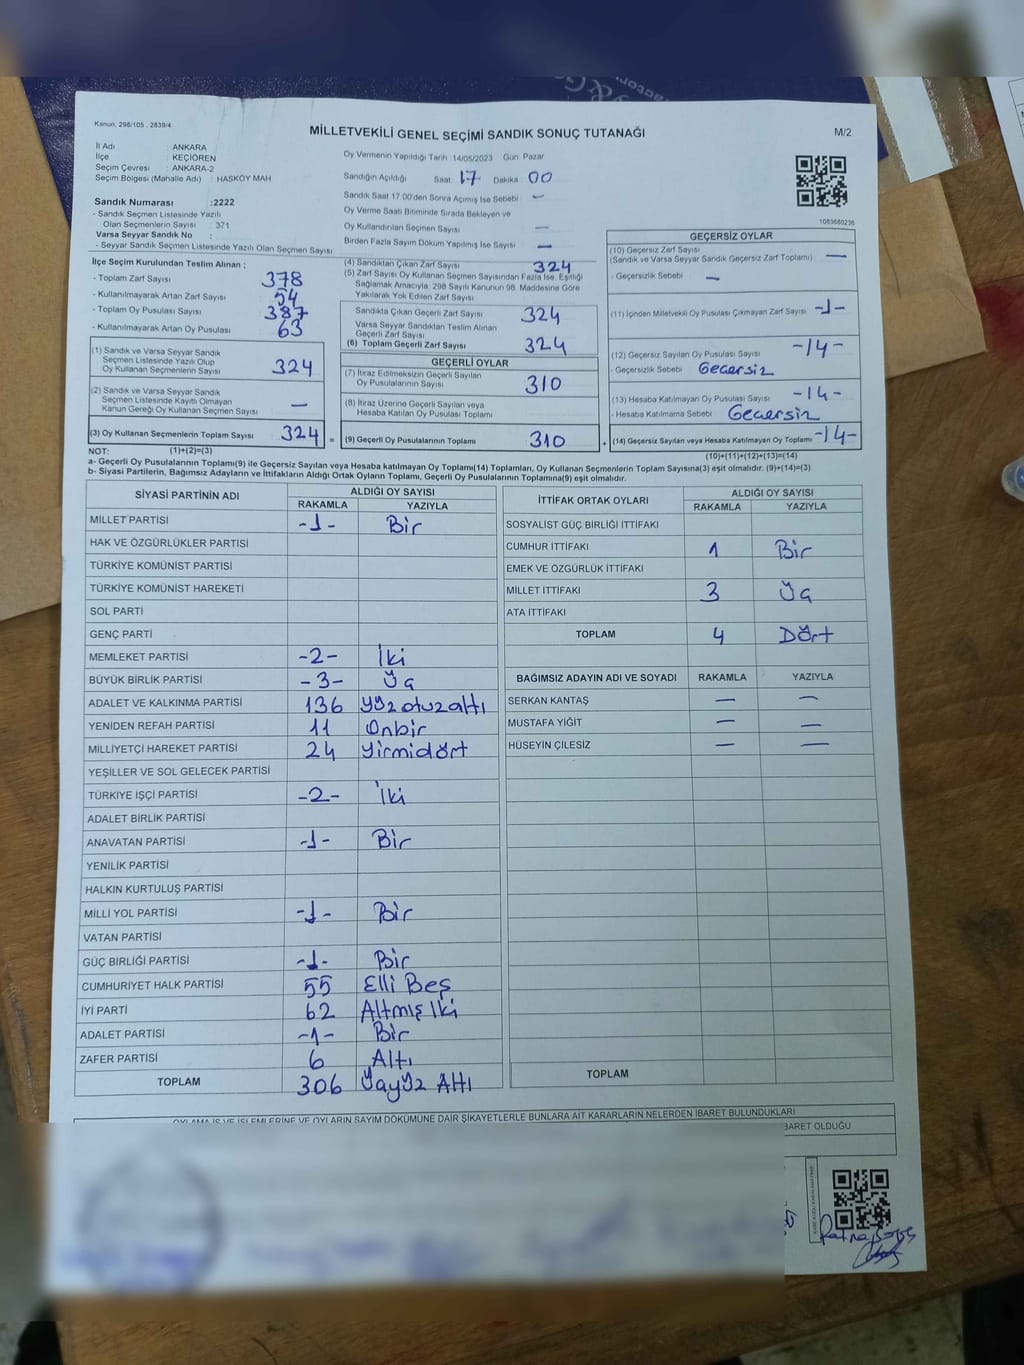 Kanun: 298/105 , 2839/4
MİLLETVEKİLİ GENEL SEÇİMİ SANDIK SONUÇ TUTANAĞI
M/2
İl Adı : ANKARA
İlçe : KEÇİÖREN
Seçim Çevresi : ANKARA-2
Seçim Bölgesi (Mahalle Adı) : HASKÖY MAH
Sandık Numarası :2222
- Sandık Seçmen Listesinde Yazılı
Olan Seçmenlerin Sayısı : 371
Varsa Seyyar Sandık No :
- Seyyar Sandık Seçmen Listesinde Yazılı Olan Seçmen Sayısı:
Oy Vermenin Yapıldığı Tarih 14/05/2023 Gün Pazar
Sandığın Açıldığı Saat 17 Dakika 00
Sandık Saat 17:00'den Sonra Açılmış İse Sebebi —
Oy Verme Saati Bitiminde Sırada Bekleyen ve
Oy Kullandırılan Seçmen Sayısı —
Birden Fazla Sayım Döküm Yapılmış İse Sayısı —
1083660236
İlçe Seçim Kurulundan Teslim Alınan :
- Toplam Zarf Sayısı 378
- Kullanılmayarak Artan Zarf Sayısı 54
- Toplam Oy Pusulası Sayısı 387
- Kullanılmayarak Artan Oy Pusulası 63
(1) Sandık ve Varsa Seyyar Sandık
Seçmen Listesinde Yazılı Olup
Oy Kullanan Seçmenlerin Sayısı 324
(2) Sandık ve Varsa Seyyar Sandık
Seçmen Listesinde Kayıtlı Olmayan
Kanun Gereği Oy Kullanan Seçmen Sayısı —
(3) Oy Kullanan Seçmenlerin Toplam Sayısı 324 =
(4) Sandıktan Çıkan Zarf Sayısı 324
(5) Zarf Sayısı Oy Kullanan Seçmen Sayısından Fazla İse, Eşitliği
Sağlamak Amacıyla, 298 Sayılı Kanunun 98. Maddesine Göre
Yakılarak Yok Edilen Zarf Sayısı
Sandıkta Çıkan Geçerli Zarf Sayısı 324
Varsa Seyyar Sandıktan Teslim Alınan
Geçerli Zarf Sayısı
(6) Toplam Geçerli Zarf Sayısı 324
GEÇERLİ OYLAR
(7) İtiraz Edilmeksizin Geçerli Sayılan
Oy Pusulalarının Sayısı 310
(8) İtiraz Üzerine Geçerli Sayılan veya
Hesaba Katılan Oy Pusulası Toplamı
(9) Geçerli Oy Pusulalarının Toplamı 310 +
GEÇERSİZ OYLAR
(10) Geçersiz Zarf Sayısı
(Sandık ve Varsa Seyyar Sandık Geçersiz Zarf Toplamı) —
- Geçersizlik Sebebi —
(11) İçinden Milletvekili Oy Pusulası Çıkmayan Zarf Sayısı -1-
(12) Geçersiz Sayılan Oy Pusulası Sayısı -14-
- Geçersizlik Sebebi Gecersiz
(13) Hesaba Katılmayan Oy Pusulası Sayısı -14-
- Hesaba Katılmama Sebebi Gecersiz
(14) Geçersiz Sayılan veya Hesaba Katılmayan Oy Toplamı -14-
NOT: (1)+(2)=(3) (10)+(11)+(12)+(13)=(14)
a- Geçerli Oy Pusulalarının Toplamı(9) ile Geçersiz Sayılan veya Hesaba katılmayan Oy Toplamı(14) Toplamları, Oy Kullanan Seçmenlerin Toplam Sayısına(3) eşit olmalıdır. (9)+(14)=(3)
b- Siyasi Partilerin, Bağımsız Adayların ve İttifakların Aldığı Ortak Oyların Toplamı, Geçerli Oy Pusulalarının Toplamına(9) eşit olmalıdır.
SİYASİ PARTİNİN ADI ALDIĞI OY SAYISI
RAKAMLA YAZIYLA
MİLLET PARTİSİ -1- Bir
HAK VE ÖZGÜRLÜKLER PARTİSİ
TÜRKİYE KOMÜNİST PARTİSİ
TÜRKİYE KOMÜNİST HAREKETİ
SOL PARTİ
GENÇ PARTİ
MEMLEKET PARTİSİ -2- İki
BÜYÜK BİRLİK PARTİSİ -3- Üç
ADALET VE KALKINMA PARTİSİ 136 yüz otuz altı
YENİDEN REFAH PARTİSİ 11 Onbir
MİLLİYETÇİ HAREKET PARTİSİ 24 Yirmidört
YEŞİLLER VE SOL GELECEK PARTİSİ
TÜRKİYE İŞÇİ PARTİSİ -2- İki
ADALET BİRLİK PARTİSİ
ANAVATAN PARTİSİ -1- Bir
YENİLİK PARTİSİ
HALKIN KURTULUŞ PARTİSİ
MİLLİ YOL PARTİSİ -1- Bir
VATAN PARTİSİ
GÜÇ BİRLİĞİ PARTİSİ -1- Bir
CUMHURİYET HALK PARTİSİ 55 Elli Beş
İYİ PARTİ 62 Altmış İki
ADALET PARTİSİ -1- Bir
ZAFER PARTİSİ 6 Altı
TOPLAM 306 Üçyüz Altı
İTTİFAK ORTAK OYLARI ALDIĞI OY SAYISI
RAKAMLA YAZIYLA
SOSYALİST GÜÇ BİRLİĞİ İTTİFAKI
CUMHUR İTTİFAKI 1 Bir
EMEK VE ÖZGÜRLÜK İTTİFAKI
MİLLET İTTİFAKI 3 Üç
ATA İTTİFAKI
TOPLAM 4 Dört
BAĞIMSIZ ADAYIN ADI VE SOYADI RAKAMLA YAZIYLA
SERKAN KANTAŞ — —
MUSTAFA YİĞİT — —
HÜSEYİN ÇİLESİZ — —
TOPLAM
OYLAMA İŞ VE İŞLEMLERİNE VE OYLARIN SAYIM DÖKÜMÜNE DAİR ŞİKAYETLERLE BUNLARA AİT KARARLARIN NELERDEN İBARET BULUNDUKLARI
BARET OLDUĞU